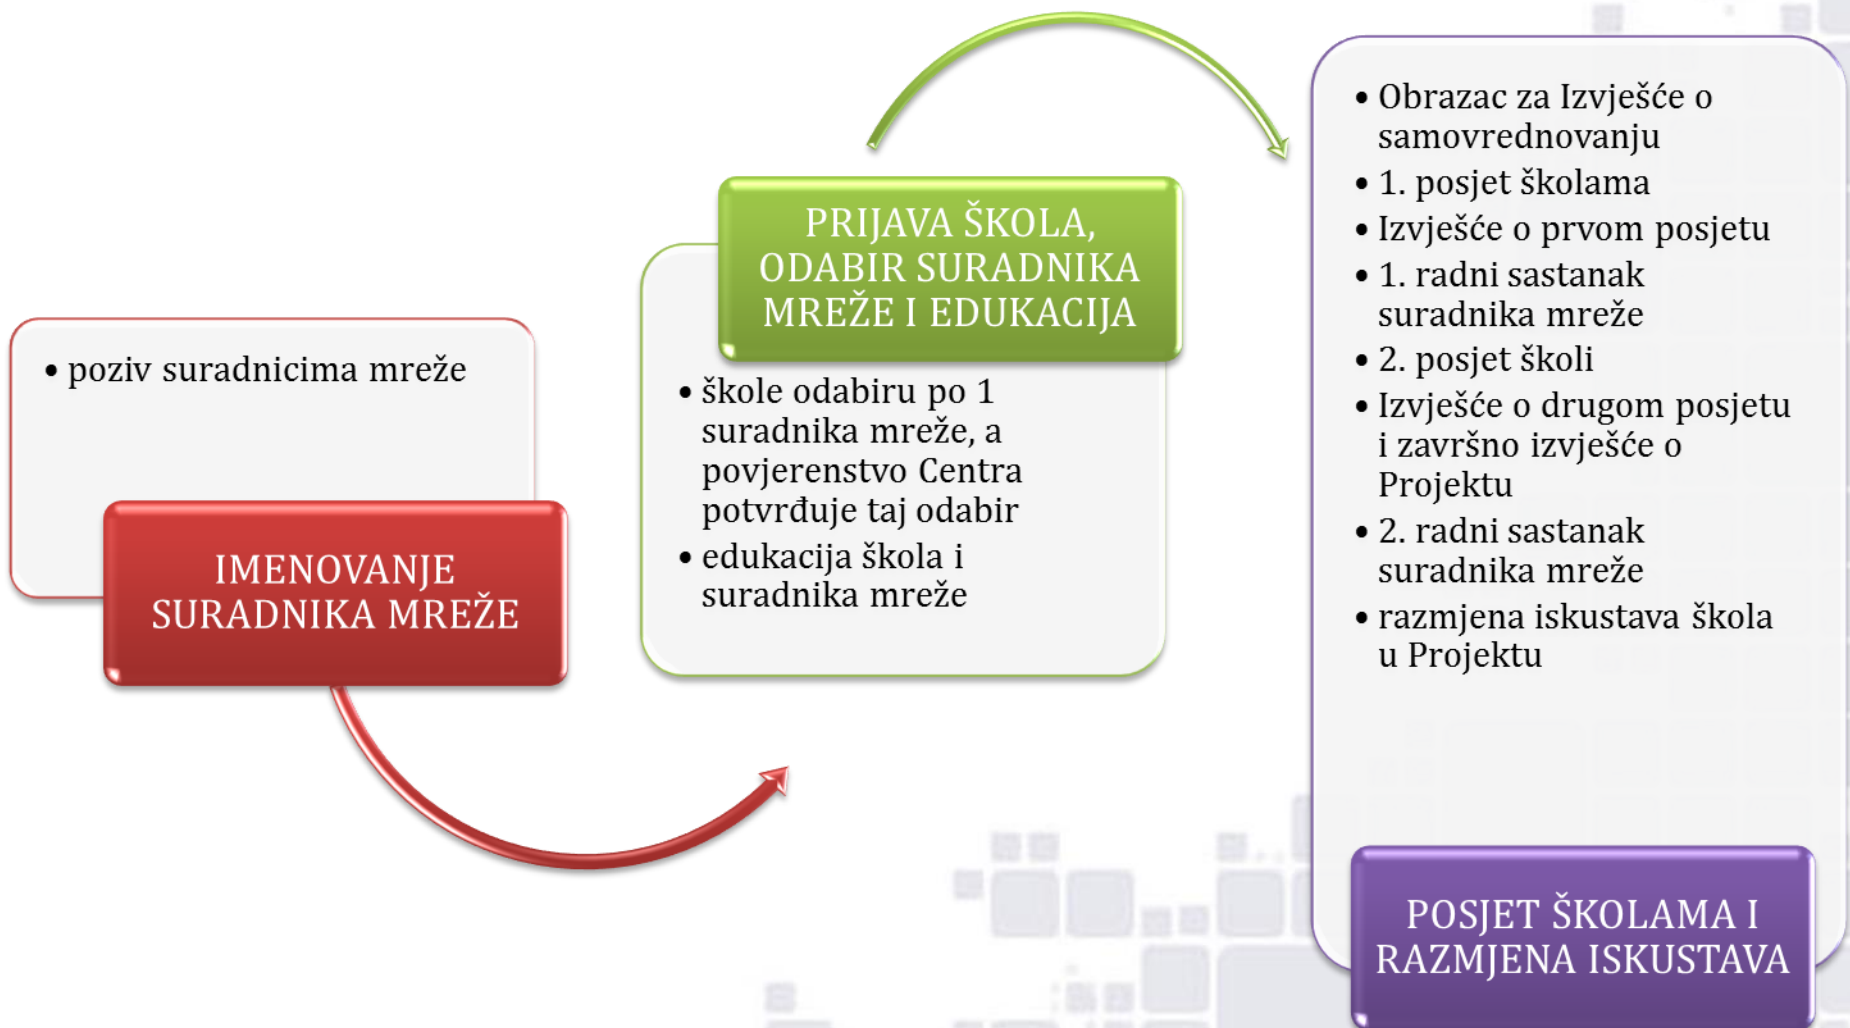 • poziv suradnicima mreže
IMENOVANJE
SURADNIKA MREŽE
PRIJAVA ŠKOLA,
ODABIR SURADNIKA
MREŽE I EDUKACIJA
• škole odabiru po 1
suradnika mreže, a
povjerenstvo Centra
potvrđuje taj odabir
• edukacija škola i
suradnika mreže
• Obrazac za Izvješće o
samovrednovanju
• 1. posjet školama
• Izvješće o prvom posjetu
• 1. radni sastanak
suradnika mreže
• 2. posjet školi
• Izvješće o drugom posjetu
i završno izvješće o
Projektu
• 2. radni sastanak
suradnika mreže
• razmjena iskustava škola
u Projektu
POSJET ŠKOLAMA I
RAZMJENA ISKUSTAVA